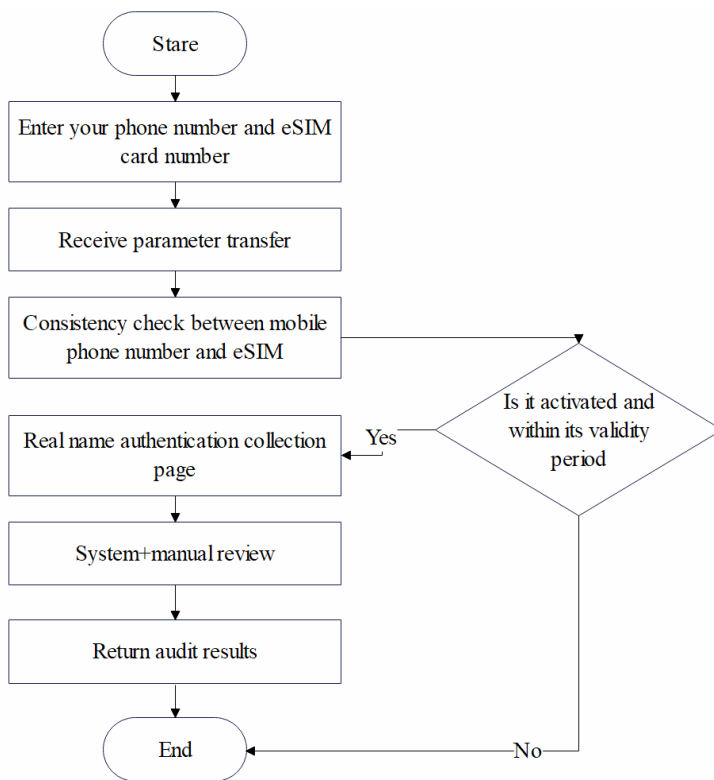 Stare
Enter your phone number and eSIM
card number
Receive parameter transfer
Consistency check between mobile
phone number and eSIM
Is it activated and
within its validity
period
Yes
Real name authentication collection
page
System+manual review
Return audit results
End
No